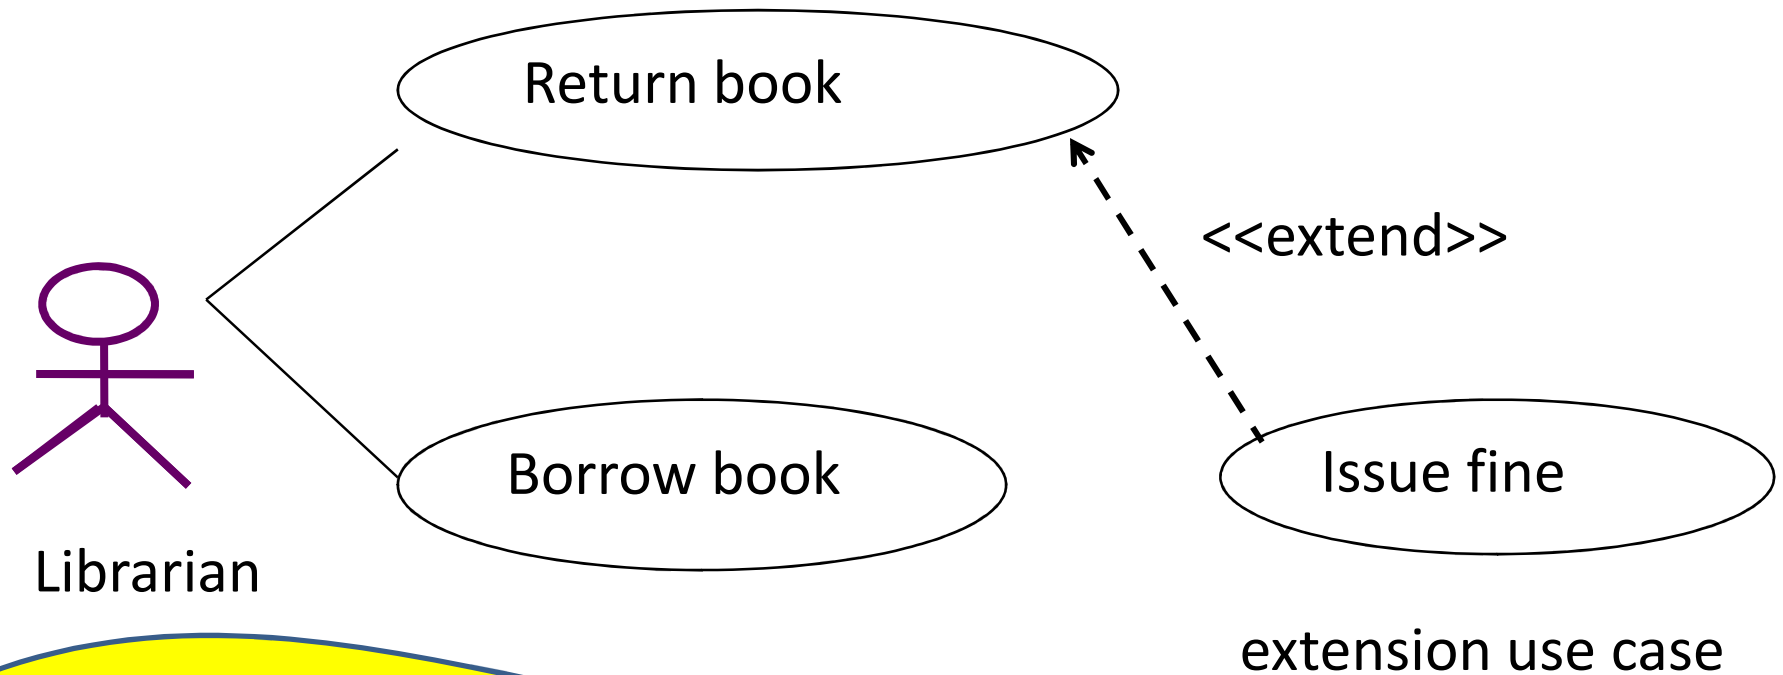 Return book
<<extend>>
Borrow book
Issue fine
Librarian
extension use case